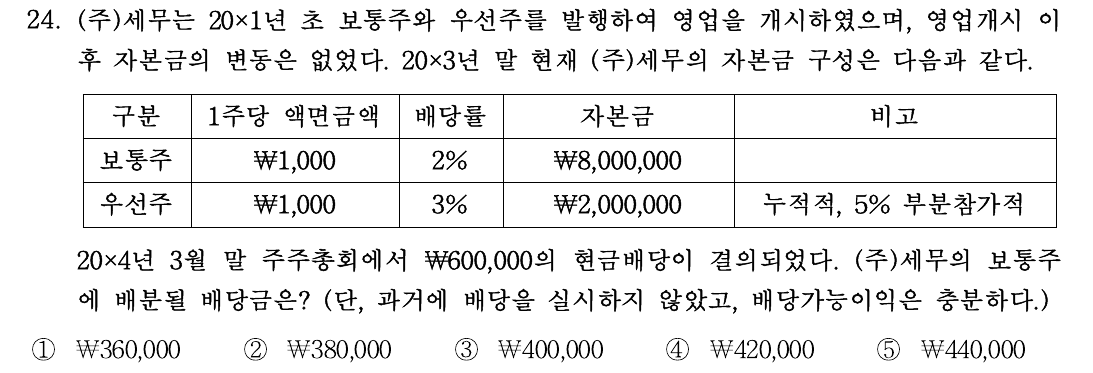 24. (주)세무는 20×1년 초 보통주와 우선주를 발행하여 영업을 개시하였으며, 영업개시 이
후 자본금의 변동은 없었다. 20×3년 말 현재 (주)세무의 자본금 구성은 다음과 같다.
구분 1주당 액면금액 배당률 자본금 비고
보통주 ₩1,000 2% ₩8,000,000
우선주 ₩1,000 3% ₩2,000,000 누적적, 5% 부분참가적
20×4년 3월 말 주주총회에서 ₩600,000의 현금배당이 결의되었다. (주)세무의 보통주
에 배분될 배당금은? (단, 과거에 배당을 실시하지 않았고, 배당가능이익은 충분하다.)
① ₩360,000 ② ₩380,000 ③ ₩400,000 ④ ₩420,000 ⑤ ₩440,000